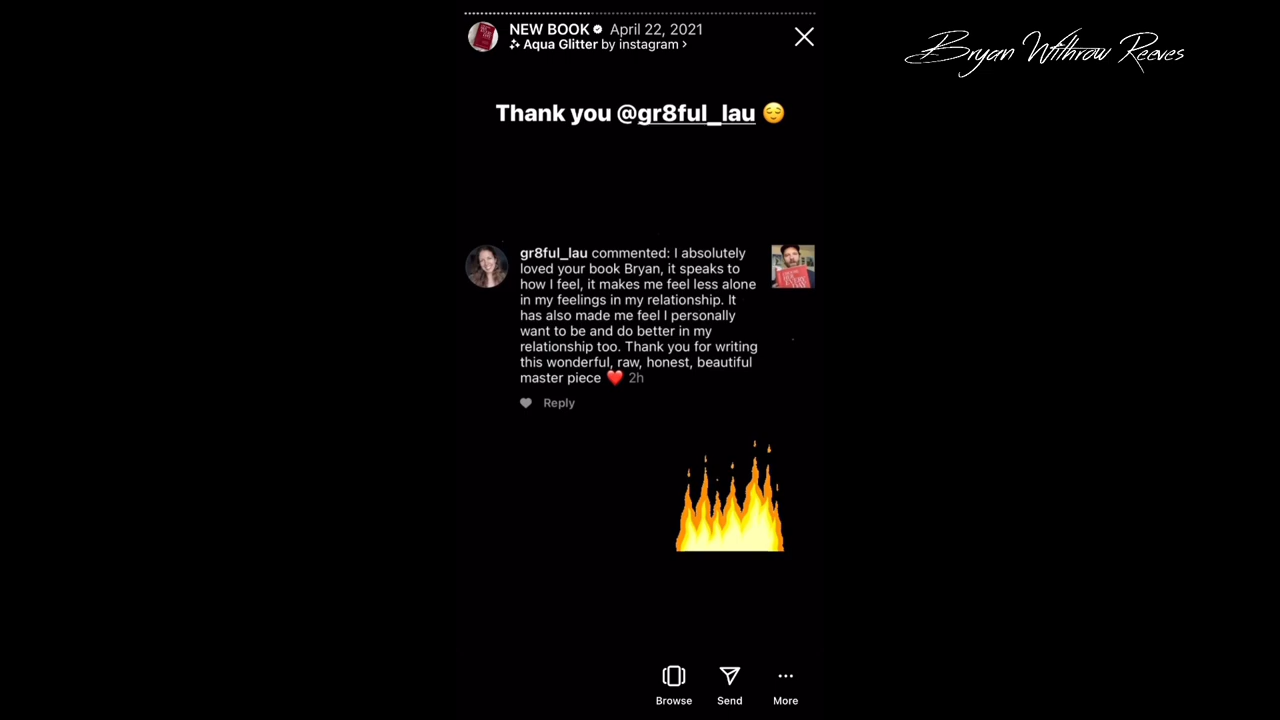 NEW BOOK April 22, 2021
Aqua Glitter by instagram >
Bryan Withrow Reeves
Thank you @gr8ful_lau 😌
gr8ful_lau commented: I absolutely
loved your book Bryan, it speaks to
how I feel, it makes me feel less alone
in my feelings in my relationship. It
has also made me feel I personally
want to be and do better in my
relationship too. Thank you for writing
this wonderful, raw, honest, beautiful
master piece ❤️ 2h
Reply
Browse Send More